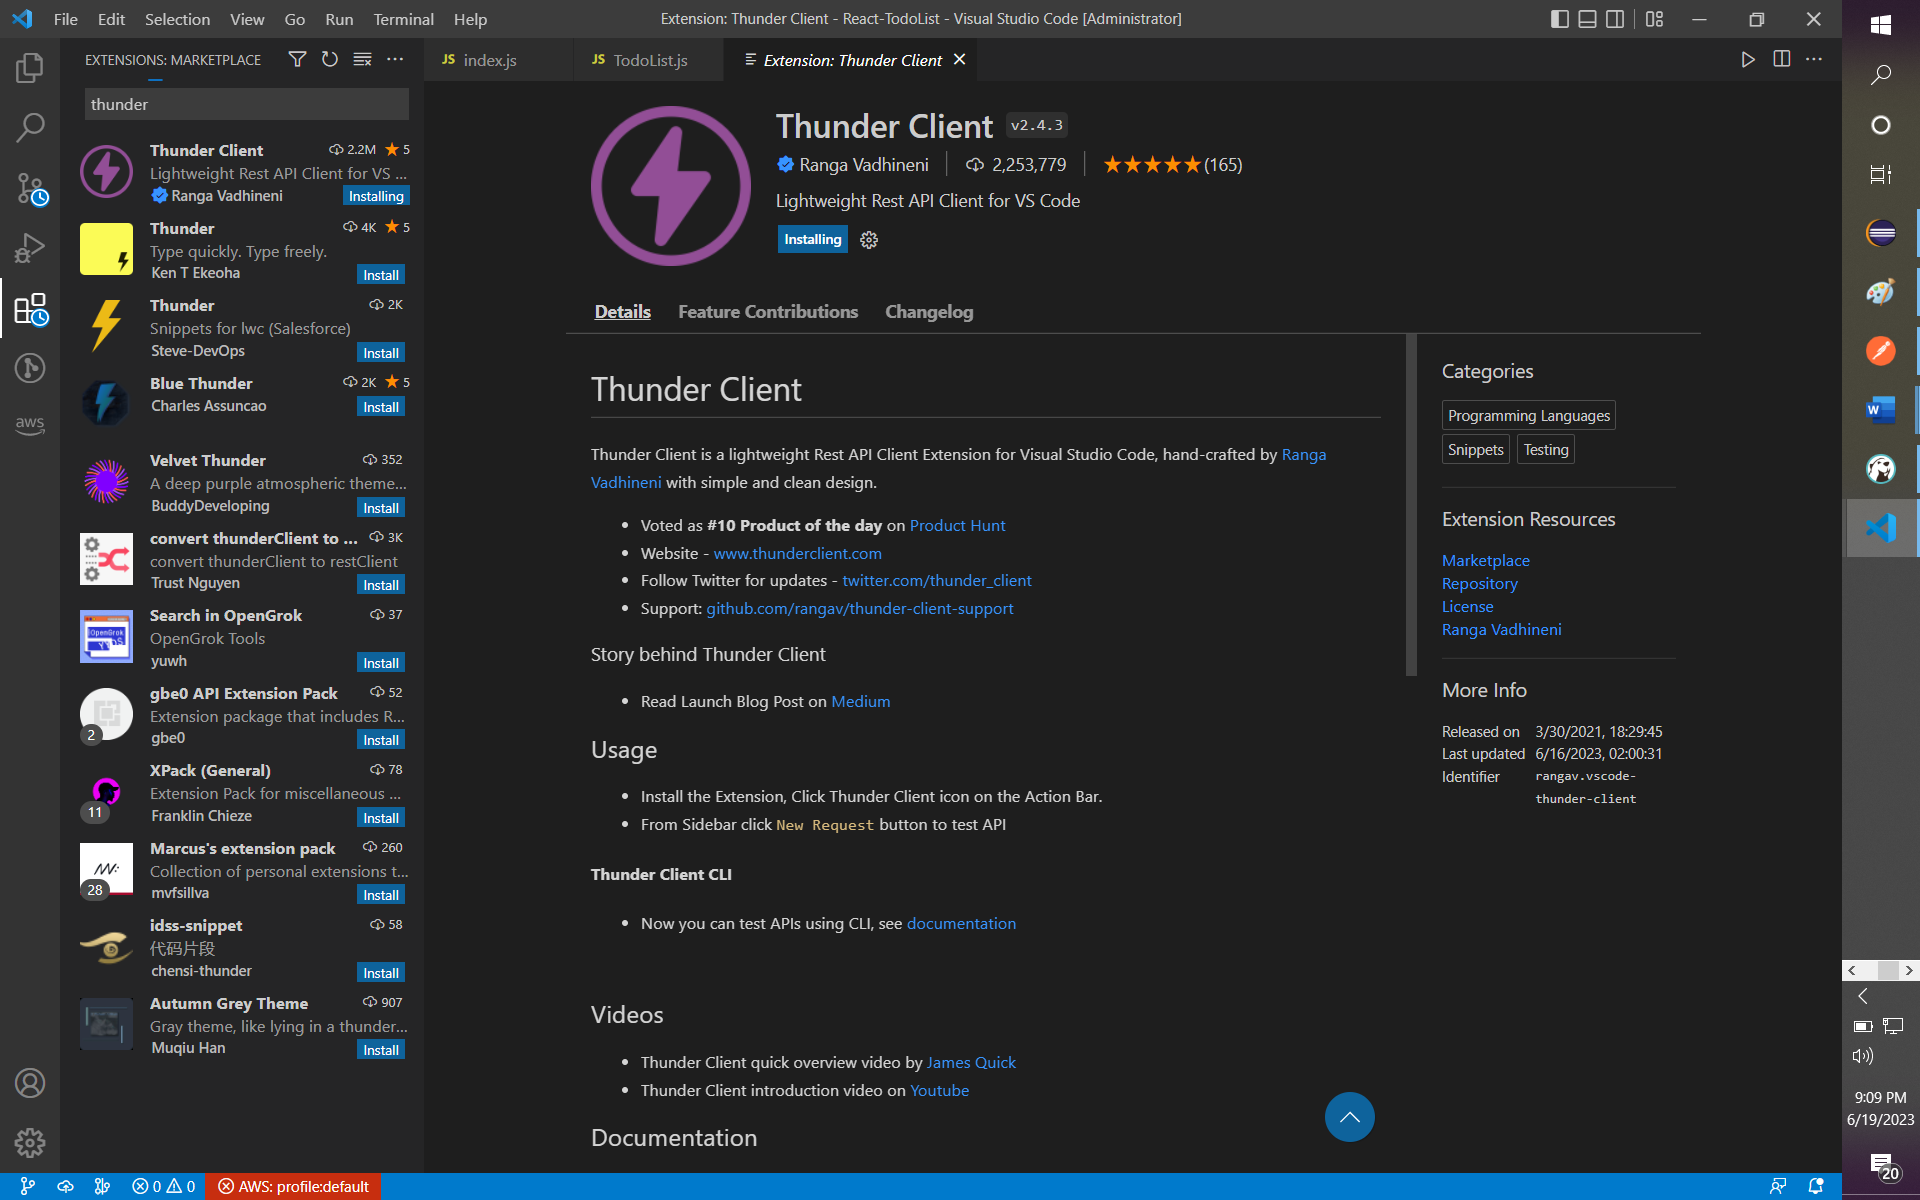 File Edit Selection View Go Run Terminal Help
Extension: Thunder Client - React-TodoList - Visual Studio Code [Administrator]
EXTENSIONS: MARKETPLACE
thunder
Thunder Client 2.2M 5
Lightweight Rest API Client for VS ...
Ranga Vadhineni Installing
Thunder 4K 5
Type quickly. Type freely.
Ken T Ekeoha Install
Thunder 2K
Snippets for lwc (Salesforce)
Steve-DevOps Install
Blue Thunder 2K 5
Charles Assuncao Install
Velvet Thunder 352
A deep purple atmospheric theme...
BuddyDeveloping Install
convert thunderClient to ... 3K
convert thunderClient to restClient
Trust Nguyen Install
OpenGrok
Search in OpenGrok 37
OpenGrok Tools
yuwh Install
gbe0 API Extension Pack 52
Extension package that includes R...
2 gbe0 Install
XPack (General) 78
Extension Pack for miscellaneous ...
11 Franklin Chieze Install
Marcus's extension pack 260
Collection of personal extensions t...
28 mvfsillva Install
idss-snippet 58
代码片段
chensi-thunder Install
Autumn Grey Theme 907
Gray theme, like lying in a thunder...
Muqiu Han Install
aws
JS index.js
JS TodoList.js
Extension: Thunder Client
Thunder Client v2.4.3
Ranga Vadhineni 2,253,779 (165)
Lightweight Rest API Client for VS Code
Installing
Details Feature Contributions Changelog
Thunder Client
Thunder Client is a lightweight Rest API Client Extension for Visual Studio Code, hand-crafted by Ranga
Vadhineni with simple and clean design.
• Voted as #10 Product of the day on Product Hunt
• Website - www.thunderclient.com
• Follow Twitter for updates - twitter.com/thunder_client
• Support: github.com/rangav/thunder-client-support
Story behind Thunder Client
• Read Launch Blog Post on Medium
Usage
• Install the Extension, Click Thunder Client icon on the Action Bar.
• From Sidebar click New Request button to test API
Thunder Client CLI
• Now you can test APIs using CLI, see documentation
Videos
• Thunder Client quick overview video by James Quick
• Thunder Client introduction video on Youtube
Documentation
Categories
Programming Languages
Snippets Testing
Extension Resources
Marketplace
Repository
License
Ranga Vadhineni
More Info
Released on 3/30/2021, 18:29:45
Last updated 6/16/2023, 02:00:31
Identifier rangav.vscode-
thunder-client
W
9:09 PM
6/19/2023
20
0 0 AWS: profile:default